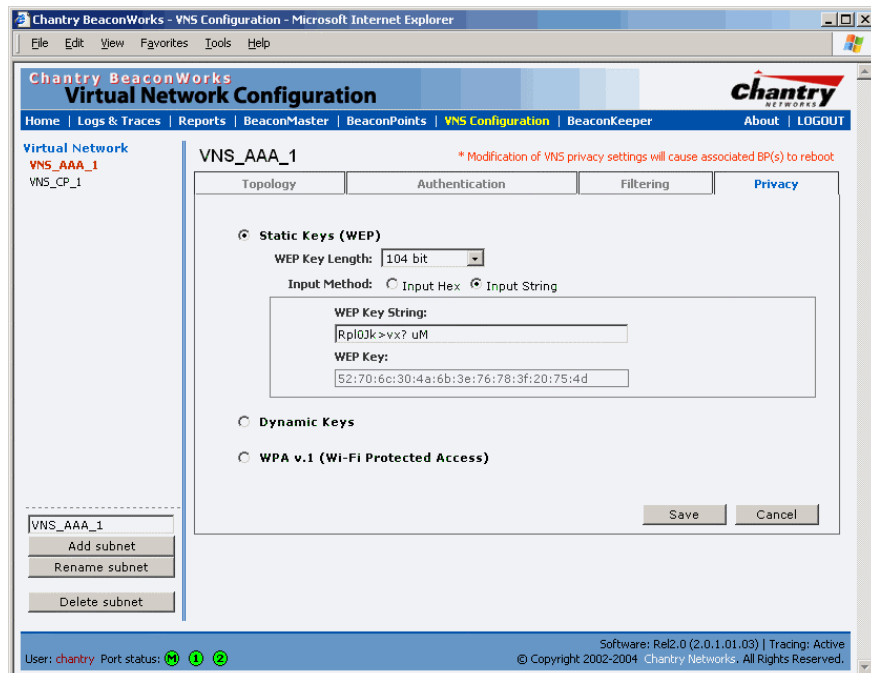 Chantry BeaconWorks - VNS Configuration - Microsoft Internet Explorer
File Edit View Favorites Tools Help
Chantry BeaconWorks
Virtual Network Configuration
chantry
NETWORKS
Home | Logs & Traces | Reports | BeaconMaster | BeaconPoints | VNS Configuration | BeaconKeeper About | LOGOUT
Virtual Network
VNS_AAA_1
VNS_CP_1
VNS_AAA_1 * Modification of VNS privacy settings will cause associated BP(s) to reboot
Topology Authentication Filtering Privacy
Static Keys (WEP)
WEP Key Length: 104 bit
Input Method: Input Hex Input String
WEP Key String:
Rpl0Jk>vx? uM
WEP Key:
52:70:6c:30:4a:6b:3e:76:78:3f:20:75:4d
Dynamic Keys
WPA v.1 (Wi-Fi Protected Access)
Save Cancel
VNS_AAA_1
Add subnet
Rename subnet
Delete subnet
Software: Rel2.0 (2.0.1.01.03) | Tracing: Active
User: chantry Port status: M 1 2 © Copyright 2002-2004 Chantry Networks. All Rights Reserved.